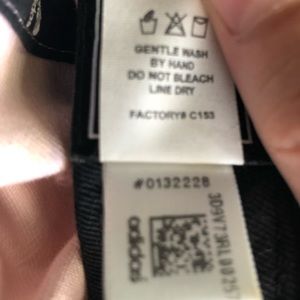 GENTLE WASH
BY HAND
DO NOT BLEACH
LINE DRY
FACTORY# C153
#0132228
adidas